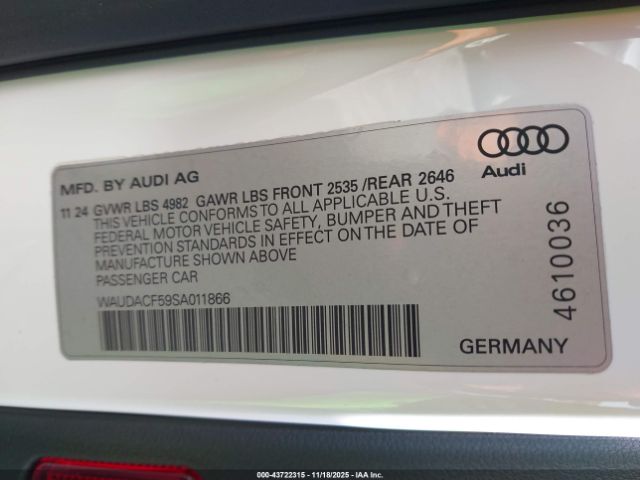 MFD. BY AUDI AG
11 24 GVWR LBS 4982 GAWR LBS FRONT 2535 /REAR 2646
THIS VEHICLE CONFORMS TO ALL APPLICABLE U.S.
FEDERAL MOTOR VEHICLE SAFETY, BUMPER AND THEFT
PREVENTION STANDARDS IN EFFECT ON THE DATE OF
MANUFACTURE SHOWN ABOVE
PASSENGER CAR
WAUDACF59SA011866
Audi
4610036
GERMANY
000-43722315 - 11/18/2025 - IAA Inc.